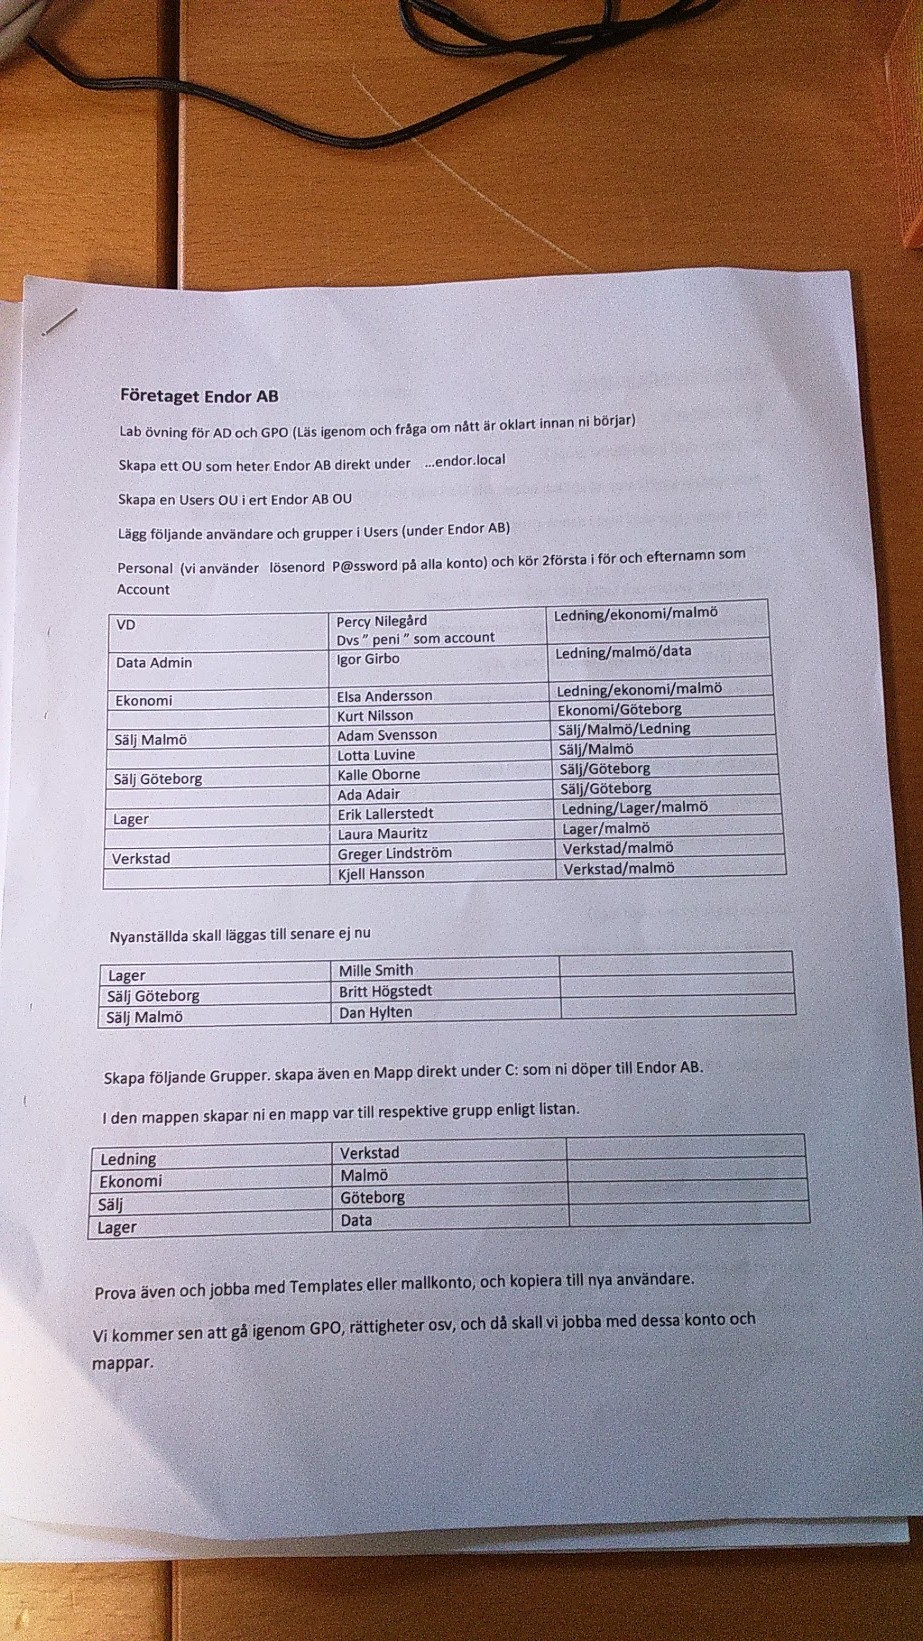 Företaget Endor AB
Lab övning för AD och GPO (Läs igenom och fråga om nått är oklart innan ni börjar)
Skapa ett OU som heter Endor AB direkt under ...endor.local
Skapa en Users OU i ert Endor AB OU
Lägg följande användare och grupper i Users (under Endor AB)
Personal (vi använder lösenord P@ssword på alla konto) och kör 2första i för och efternamn som
Account
VD Percy Nilegård Ledning/ekonomi/malmö
Dvs " peni " som account
Data Admin Igor Girbo Ledning/malmö/data
Ekonomi Elsa Andersson Ledning/ekonomi/malmö
Kurt Nilsson Ekonomi/Göteborg
Sälj Malmö Adam Svensson Sälj/Malmö/Ledning
Lotta Luvine Sälj/Malmö
Sälj Göteborg Kalle Oborne Sälj/Göteborg
Ada Adair Sälj/Göteborg
Lager Erik Lallerstedt Ledning/Lager/malmö
Laura Mauritz Lager/malmö
Verkstad Greger Lindström Verkstad/malmö
Kjell Hansson Verkstad/malmö
Nyanställda skall läggas till senare ej nu
Lager Mille Smith
Sälj Göteborg Britt Högstedt
Sälj Malmö Dan Hylten
Skapa följande Grupper. skapa även en Mapp direkt under C: som ni döper till Endor AB.
I den mappen skapar ni en mapp var till respektive grupp enligt listan.
Ledning Verkstad
Ekonomi Malmö
Sälj Göteborg
Lager Data
Prova även och jobba med Templates eller mallkonto, och kopiera till nya användare.
Vi kommer sen att gå igenom GPO, rättigheter osv, och då skall vi jobba med dessa konto och
mappar.